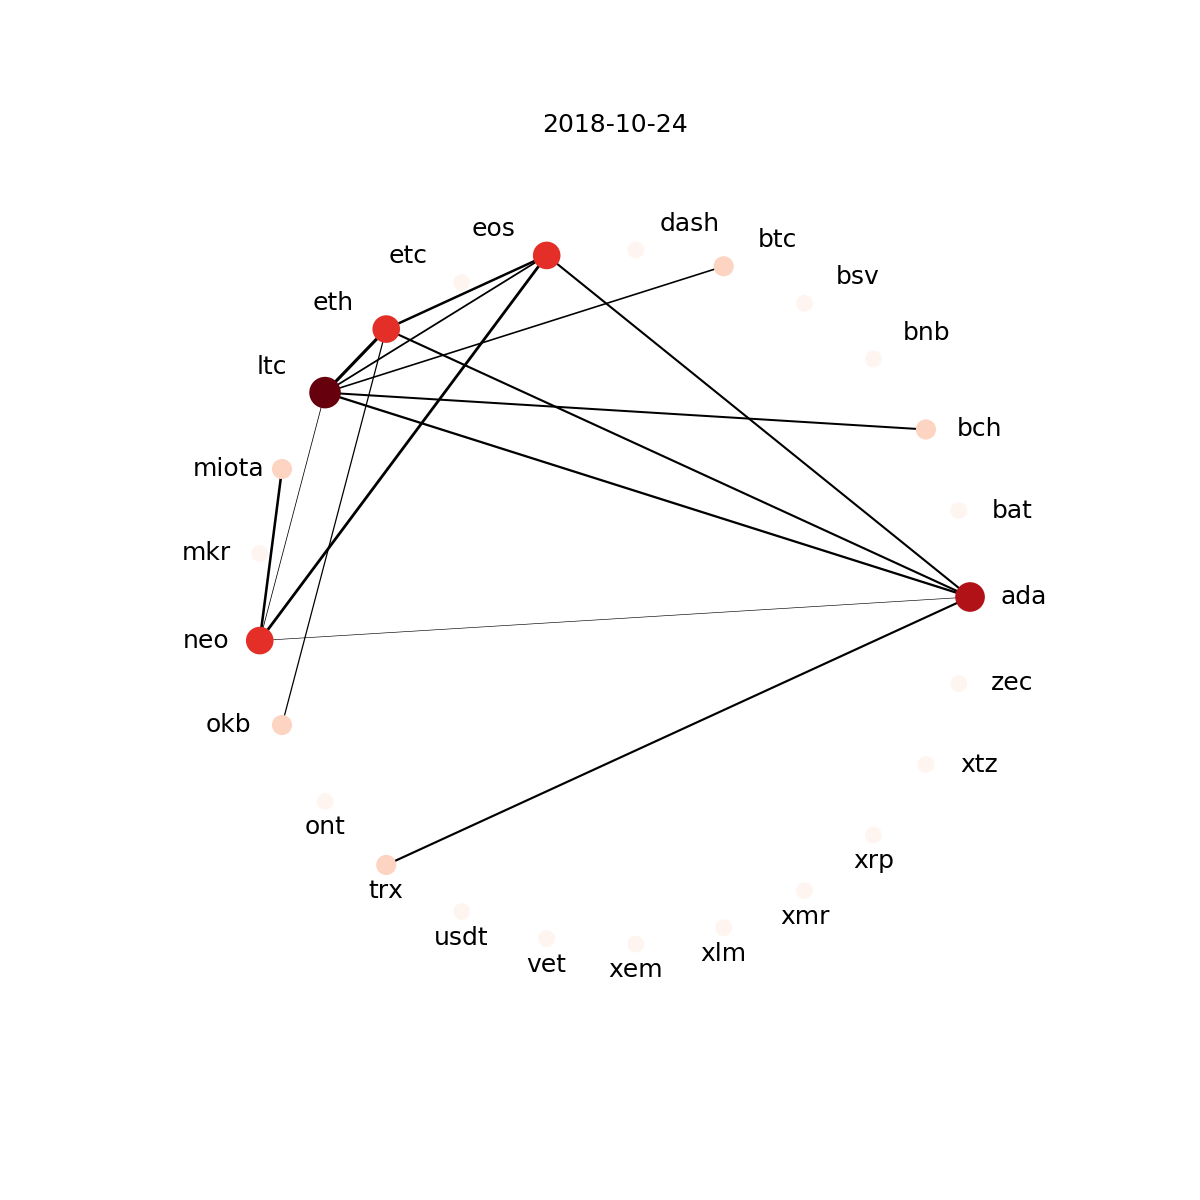 2018-10-24
dash
eos
btc
etc
bsv
eth
bnb
ltc
bch
miota
bat
mkr
ada
neo
zec
okb
xtz
ont
xrp
trx
xmr
usdt
xlm
vet
xem